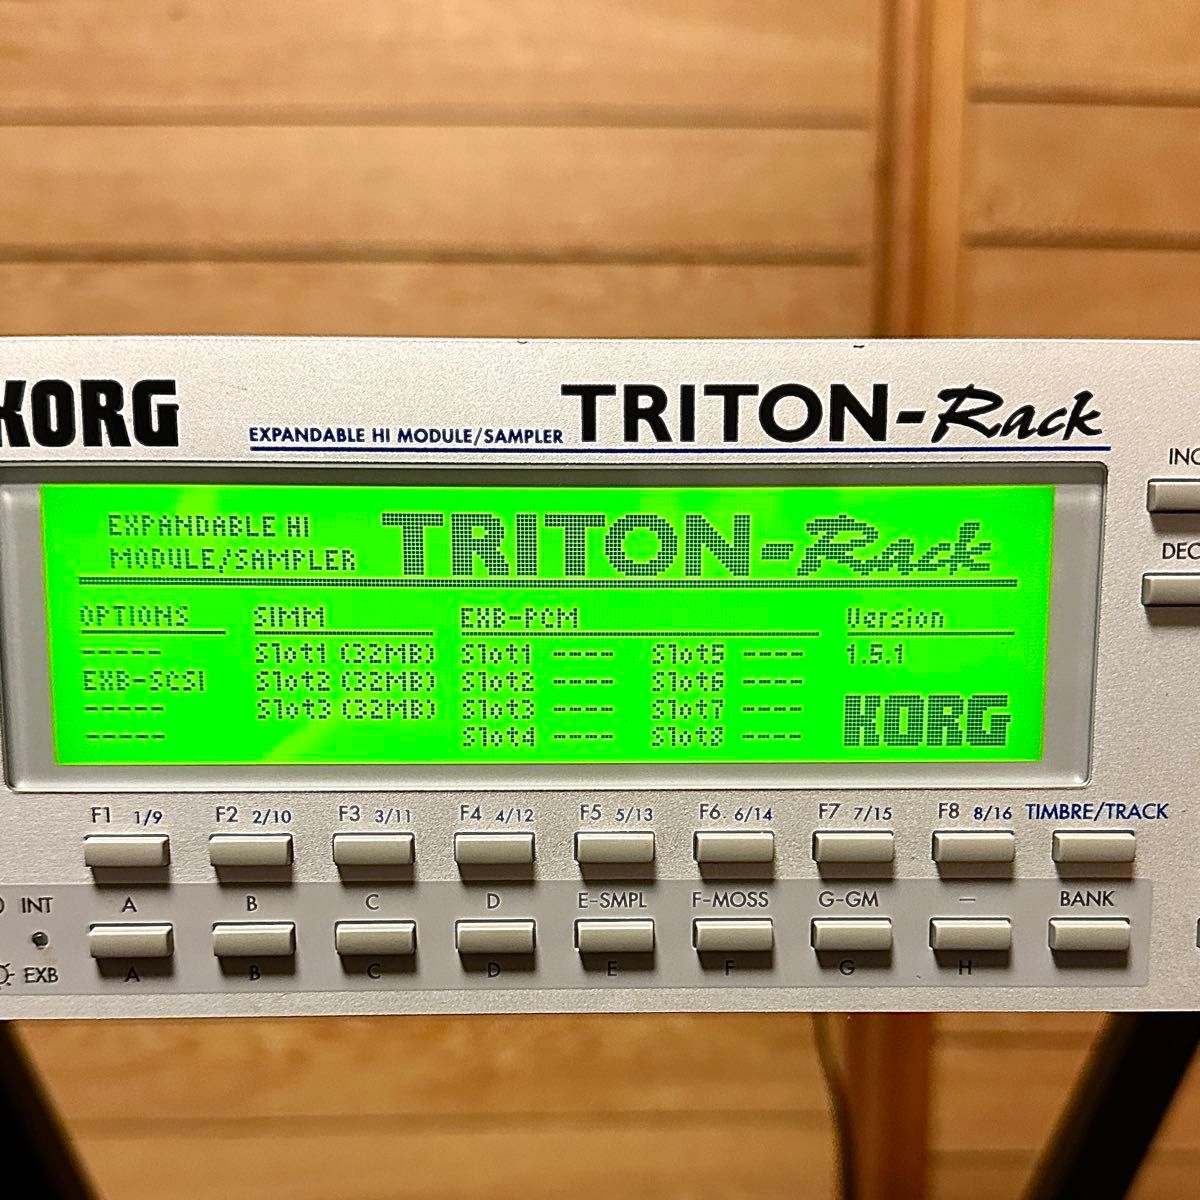 KORG
EXPANDABLE HI MODULE/SAMPLER TRITON-Rack
EXPANDABLE HI
MODULE/SAMPLER
TRITON-Rack
OPTIONS SIMM EXB-PCM Version
----- Slot1 (32MB) Slot1 ---- Slot5 ---- 1.5.1
EXB-SCSI Slot2 (32MB) Slot2 ---- Slot6 ----
----- Slot3 (32MB) Slot3 ---- Slot7 ----
----- Slot4 ---- Slot8 ----
KORG
INC
DEC
F1 1/9 F2 2/10 F3 3/11 F4 4/12 F5 5/13 F6. 6/14 F7 7/15 F8 8/16 TIMBRE/TRACK
INT A B C D E-SMPL F-MOSS G-GM — BANK
EXB A B C D E F G H